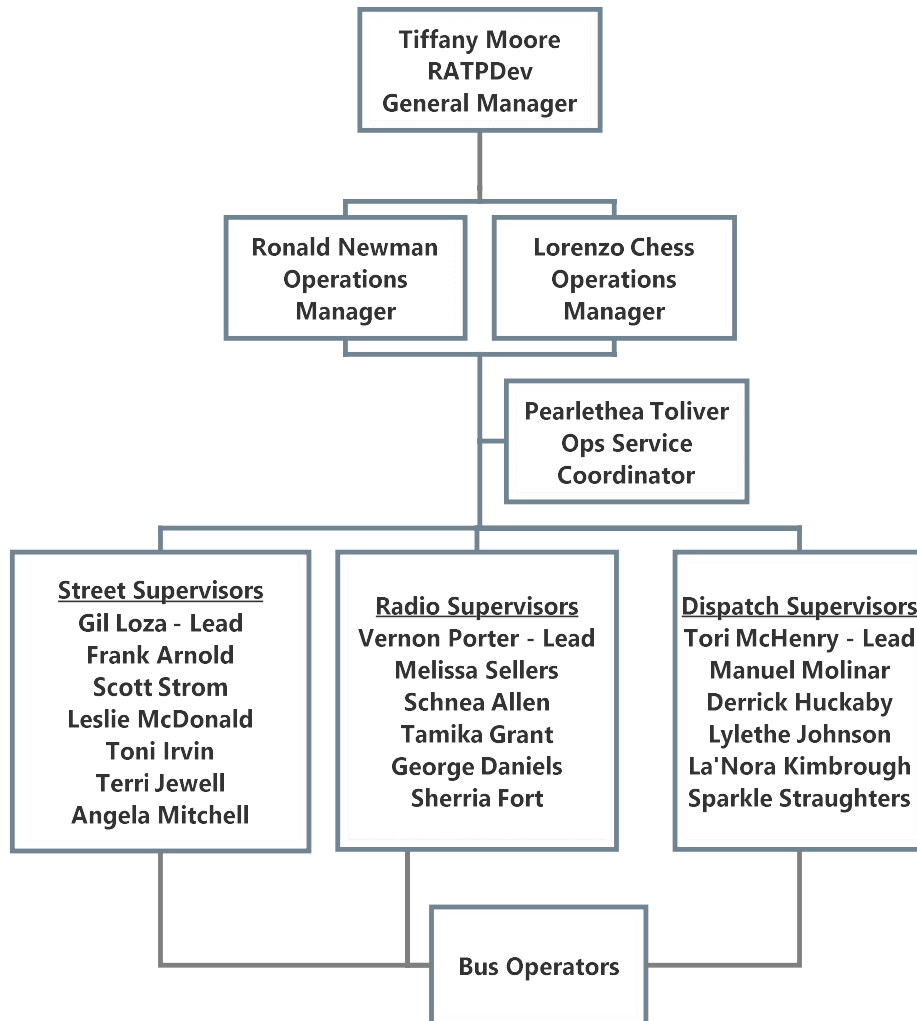 Tiffany Moore
RATPDev
General Manager
Ronald Newman
Operations
Manager
Lorenzo Chess
Operations
Manager
Pearlethea Toliver
Ops Service
Coordinator
Street Supervisors
Gil Loza - Lead
Frank Arnold
Scott Strom
Leslie McDonald
Toni Irvin
Terri Jewell
Angela Mitchell
Radio Supervisors
Vernon Porter - Lead
Melissa Sellers
Schnea Allen
Tamika Grant
George Daniels
Sherria Fort
Dispatch Supervisors
Tori McHenry - Lead
Manuel Molinar
Derrick Huckaby
Lylethe Johnson
La'Nora Kimbrough
Sparkle Straughters
Bus Operators